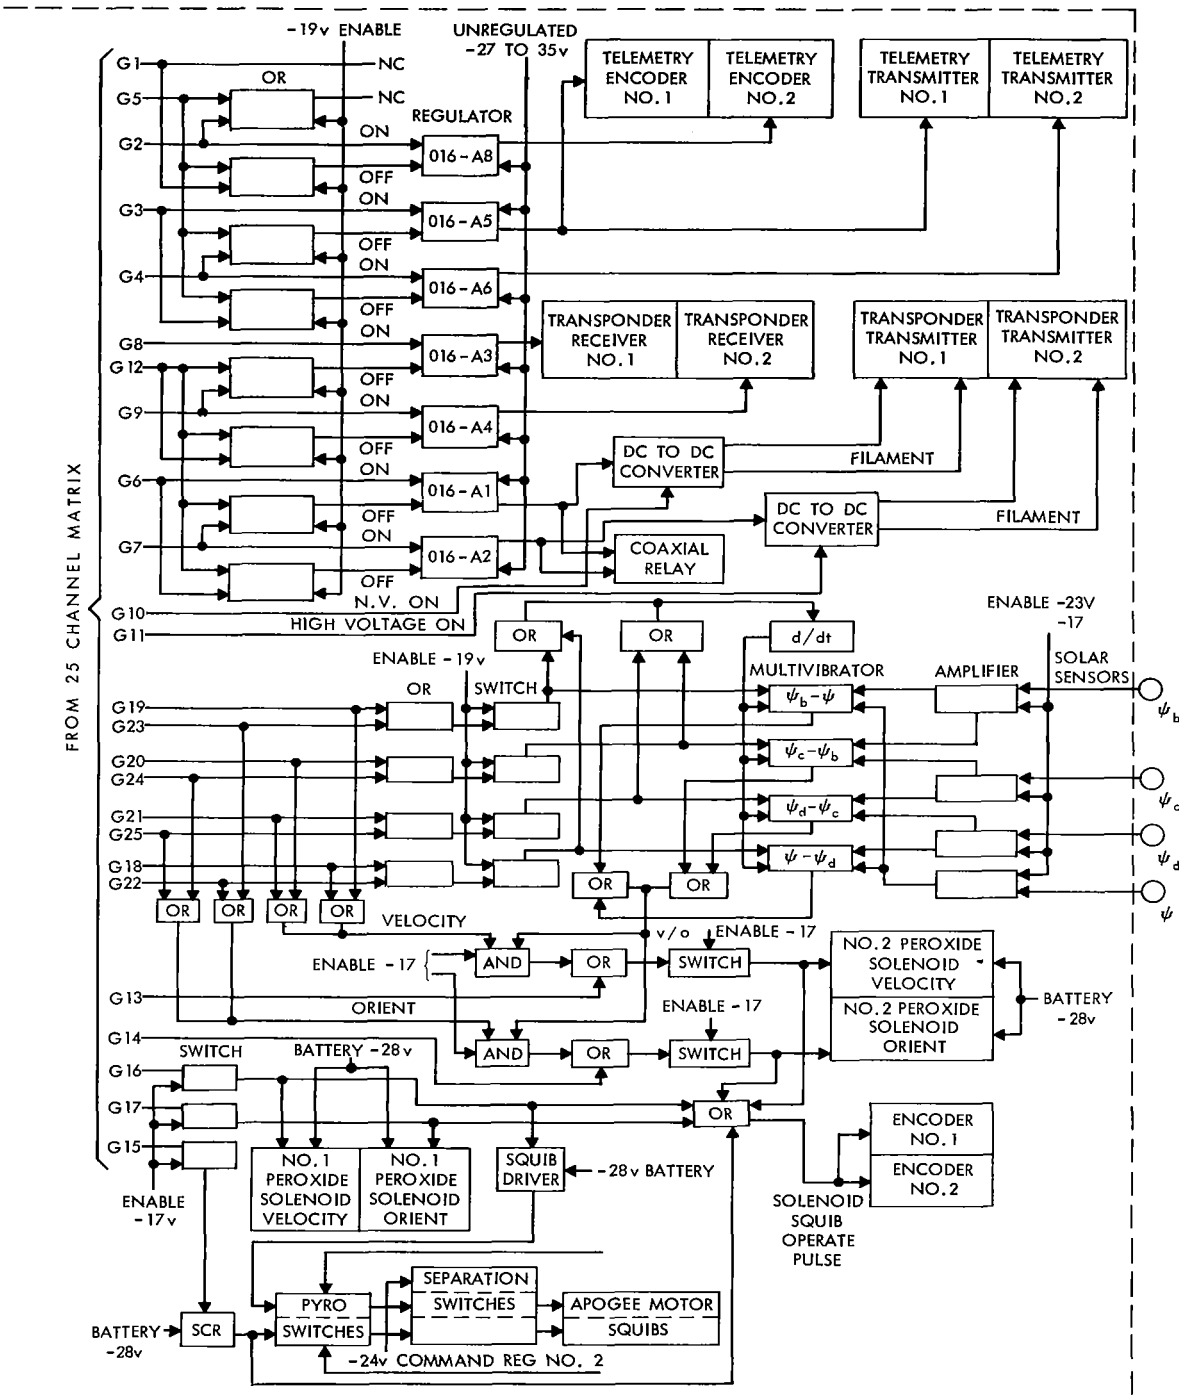 -19v ENABLE
UNREGULATED
-27 TO 35v
G1
NC
OR
G5
NC
REGULATOR
TELEMETRY
ENCODER
NO. 1
TELEMETRY
ENCODER
NO.2
TELEMETRY
TRANSMITTER
NO. 1
TELEMETRY
TRANSMITTER
NO. 2
G2
ON
016-A8
OFF
ON
G3
016-A5
OFF
ON
G4
016-A6
OFF
ON
G8
016-A3
TRANSPONDER
RECEIVER
NO. 1
TRANSPONDER
RECEIVER
NO. 2
TRANSPONDER
TRANSMITTER
NO. 1
TRANSPONDER
TRANSMITTER
NO. 2
G12
OFF
ON
G9
016-A4
OFF
ON
G6
016-A1
DC TO DC
CONVERTER
FILAMENT
OFF
ON
G7
016-A2
DC TO DC
CONVERTER
FILAMENT
COAXIAL
RELAY
OFF
N.V. ON
G10
HIGH VOLTAGE ON
G11
FROM 25 CHANNEL MATRIX
OR
OR
d/dt
ENABLE -23V
-17
ENABLE -19v
OR
SWITCH
MULTIVIBRATOR
AMPLIFIER
SOLAR
SENSORS
G19
G23
ψb-ψ
ψb
G20
G24
ψc-ψb
ψc
G21
G25
ψd-ψc
ψd
G18
G22
ψ-ψd
ψ
OR
OR
OR
OR
OR
OR
VELOCITY
v/o
ENABLE -17
ENABLE -17
AND
OR
SWITCH
NO.2 PEROXIDE
SOLENOID
VELOCITY
G13
ORIENT
ENABLE -17
NO.2 PEROXIDE
SOLENOID
ORIENT
BATTERY
-28v
G14
AND
OR
SWITCH
SWITCH
BATTERY -28v
G16
G17
OR
G15
ENABLE
-17v
NO.1
PEROXIDE
SOLENOID
VELOCITY
NO.1
PEROXIDE
SOLENOID
ORIENT
SQUIB
DRIVER
-28v BATTERY
ENCODER
NO.1
ENCODER
NO.2
SOLENOID
SQUIB
OPERATE
PULSE
SEPARATION
SWITCHES
PYRO
SWITCHES
APOGEE MOTOR
SQUIBS
BATTERY
-28v
SCR
-24v COMMAND REG NO. 2